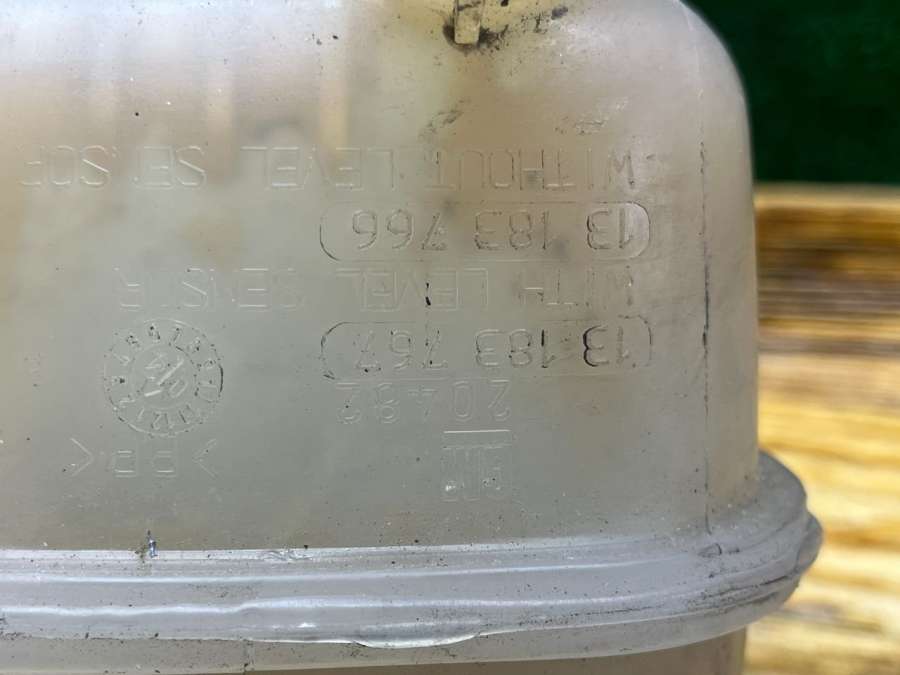 GM >PP<
20482
13 183 767
WITH LEVEL SENSOR
13 183 766
WITHOUT LEVEL SENSOR